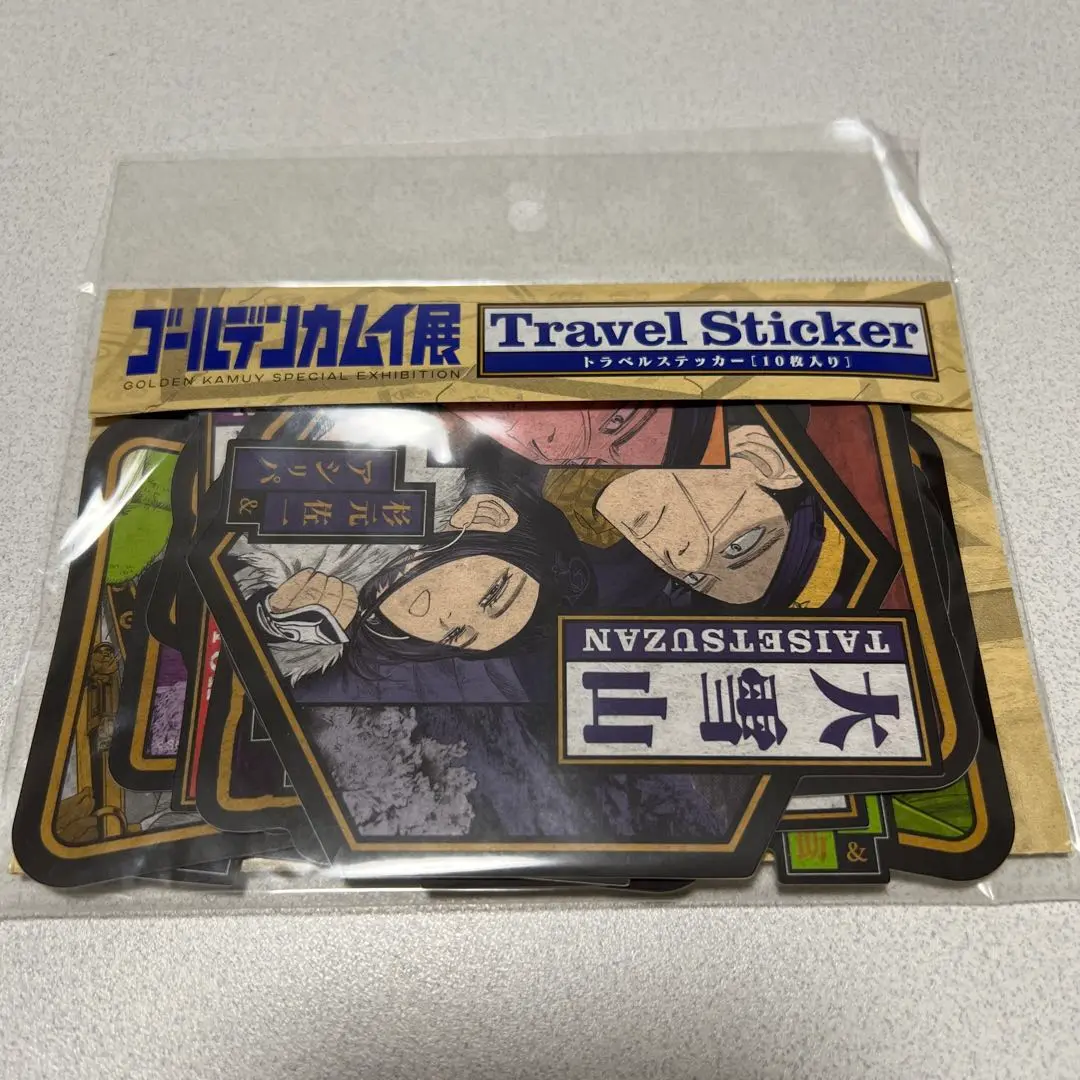 ゴールデンカムイ展
GOLDEN KAMUY SPECIAL EXHIBITION
Travel Sticker
トラベルステッカー[10枚入り]
杉元佐一&
アシㇼパ
TAISETSUZAN
大雪山
&